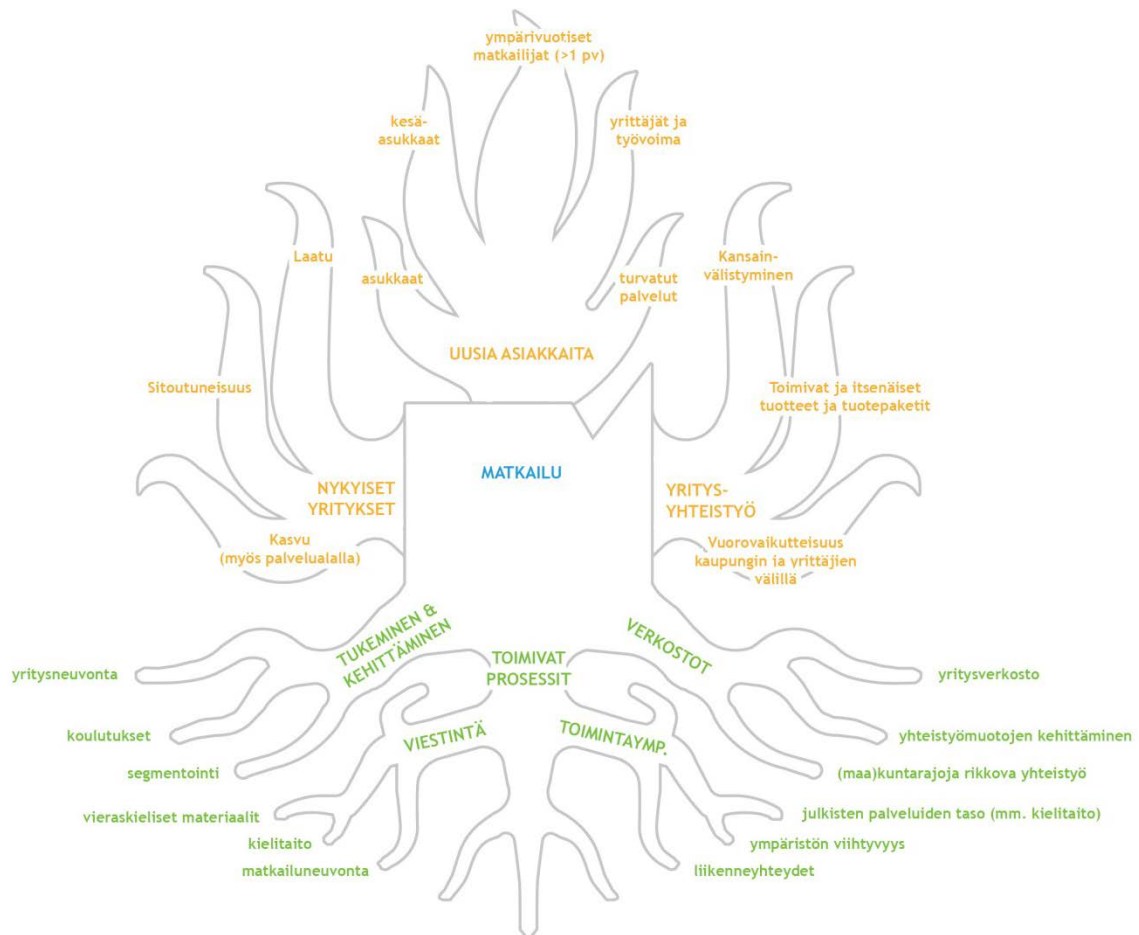 ympärivuotiset
matkailijat (>1 pv)
kesä-
asukkaat
yrittäjät ja
työvoima
Laatu
asukkaat
turvatut
palvelut
Kansain-
välistyminen
UUSIA ASIAKKAITA
Sitoutuneisuus
Toimivat ja itsenäiset
tuotteet ja tuotepaketit
MATKAILU
NYKYISET
YRITYKSET
YRITYS-
YHTEISTYÖ
Kasvu
(myös palvelualalla)
Vuorovaikutteisuus
kaupungin ia yrittäjien
välillä
TUKEMINEN &
KEHITTÄMINEN
TOIMIVAT
PROSESSIT
VERKOSTOT
yritysneuvonta
yritysverkosto
koulutukset
VIESTINTÄ
TOIMINTAYMP.
yhteistyömuotojen kehittäminen
segmentointi
(maa)kuntarajoja rikkova yhteistyö
vieraskieliset materiaalit
julkisten palveluiden taso (mm. kielitaito)
kielitaito
ympäristön viihtyvyys
matkailuneuvonta
liikenneyhteydet